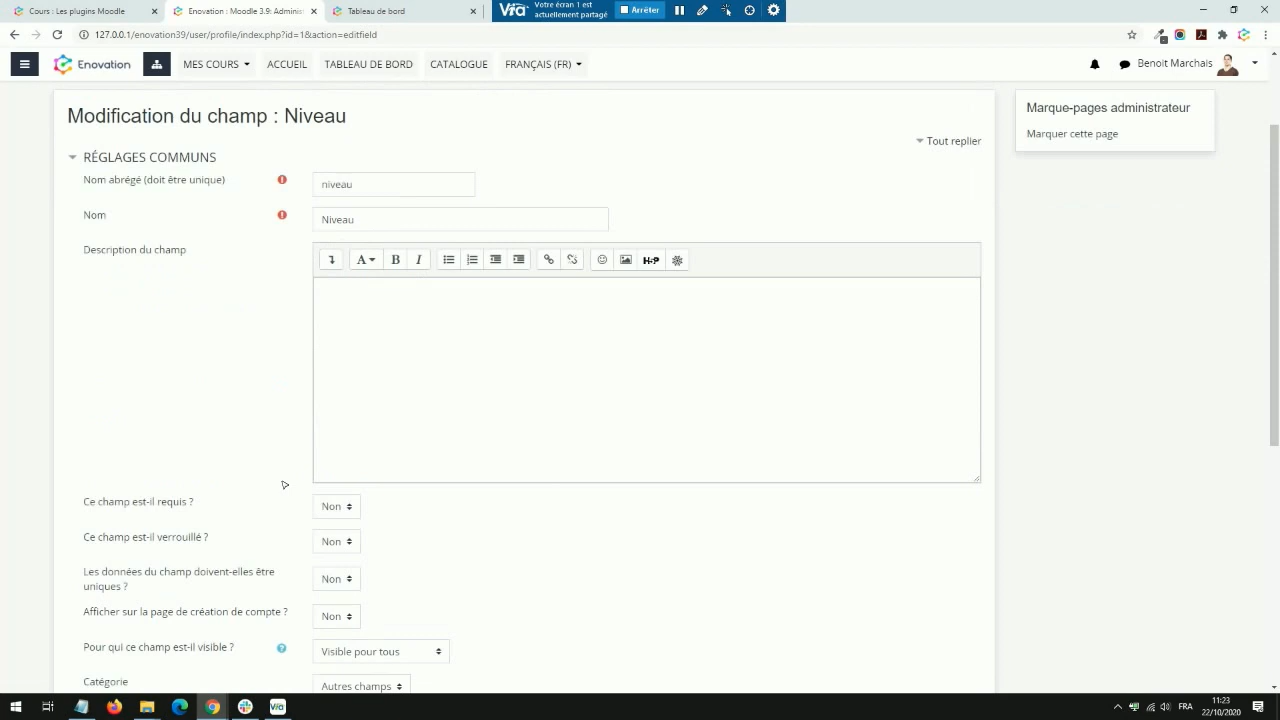 Cours : Les plugins Moodle
Enovation : Moodle 3.9: Adminis
Tableau de bord
Vra
Votre écran 1 est
actuellement partagé
Arrêter
127.0.0.1/enovation39/user/profile/index.php?id=1&action=editfield
Enovation
MES COURS
ACCUEIL
TABLEAU DE BORD
CATALOGUE
FRANÇAIS (FR)
Benoit Marchais
Modification du champ : Niveau
Marque-pages administrateur
Marquer cette page
Tout replier
RÉGLAGES COMMUNS
Nom abrégé (doit être unique)
niveau
Nom
Niveau
Description du champ
A
B
I
H-P
Ce champ est-il requis ?
Non
Ce champ est-il verrouillé ?
Non
Les données du champ doivent-elles être
uniques ?
Non
Afficher sur la page de création de compte ?
Non
Pour qui ce champ est-il visible ?
Visible pour tous
Catégorie
Autres champs
vra
FRA
11:23
22/10/2020